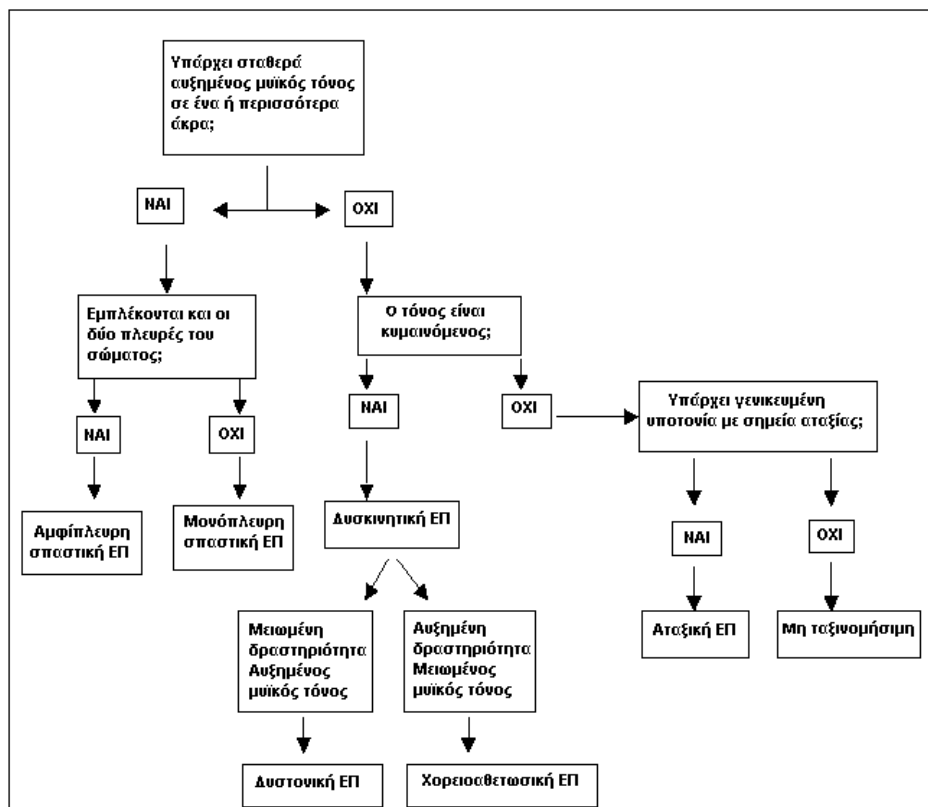 Υπάρχει σταθερά
αυξημένος μυϊκός τόνος
σε ένα ή περισσότερα
άκρα;
ΝΑΙ
ΟΧΙ
Εμπλέκονται και οι
δύο πλευρές του
σώματος;
Ο τόνος είναι
κυμαινόμενος;
ΝΑΙ
ΟΧΙ
ΝΑΙ
ΟΧΙ
Υπάρχει γενικευμένη
υποτονία με σημεία αταξίας;
Αμφίπλευρη
σπαστική ΕΠ
Μονόπλευρη
σπαστική ΕΠ
Δυσκινητική ΕΠ
ΝΑΙ
ΟΧΙ
Μειωμένη
δραστηριότητα
Αυξημένος
μυϊκός τόνος
Αυξημένη
δραστηριότητα
Μειωμένος
μυϊκός τόνος
Αταξική ΕΠ
Μη ταξινομήσιμη
Δυστονική ΕΠ
Χορειοαθετωσική ΕΠ